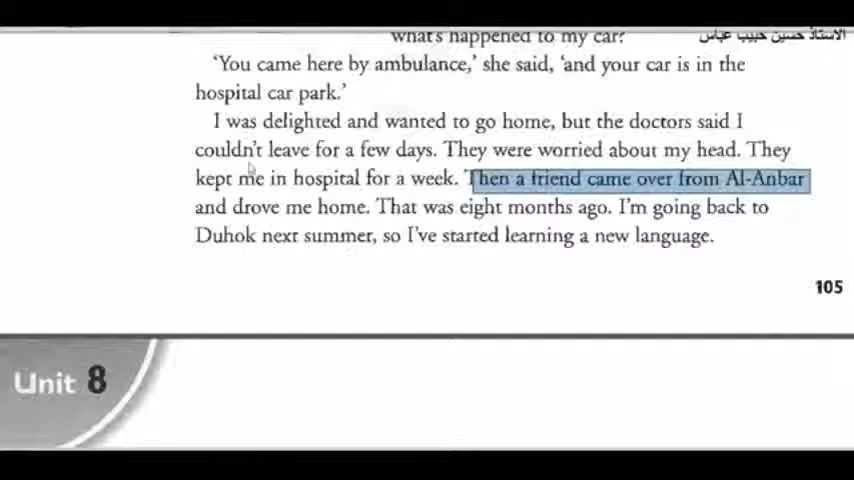 what's happened to my car?
الاستاذ حسين حبيب عباس
'You came here by ambulance,' she said, 'and your car is in the
hospital car park.'
I was delighted and wanted to go home, but the doctors said I
couldn't leave for a few days. They were worried about my head. They
kept me in hospital for a week. Then a friend came over from Al-Anbar
and drove me home. That was eight months ago. I'm going back to
Duhok next summer, so I've started learning a new language.
105
Unit 8